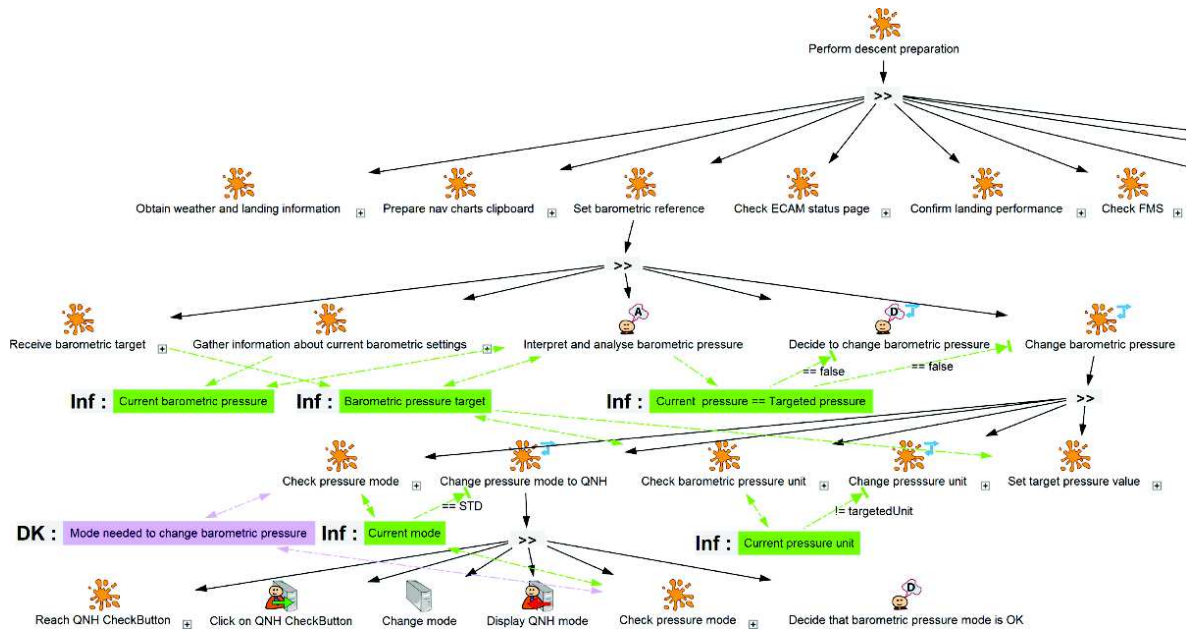 Perform descent preparation
>>
Obtain weather and landing information
Prepare nav charts clipboard
Set barometric reference
Check ECAM status page
Confirm landing performance
Check FMS
>>
A
D
Receive barometric target
Gather information about current barometric settings
Interpret and analyse barometric pressure
Decide to change barometric pressure
Change barometric pressure
== false
== false
Inf : Current barometric pressure
Inf : Barometric pressure target
Inf : Current pressure == Targeted pressure
>>
Check pressure mode
Change pressure mode to QNH
Check barometric pressure unit
Change pressure unit
Set target pressure value
== STD
!= targetedUnit
DK : Mode needed to change barometric pressure
Inf : Current mode
Inf : Current pressure unit
>>
D
Reach QNH CheckButton
Click on QNH CheckButton
Change mode
Display QNH mode
Check pressure mode
Decide that barometric pressure mode is OK